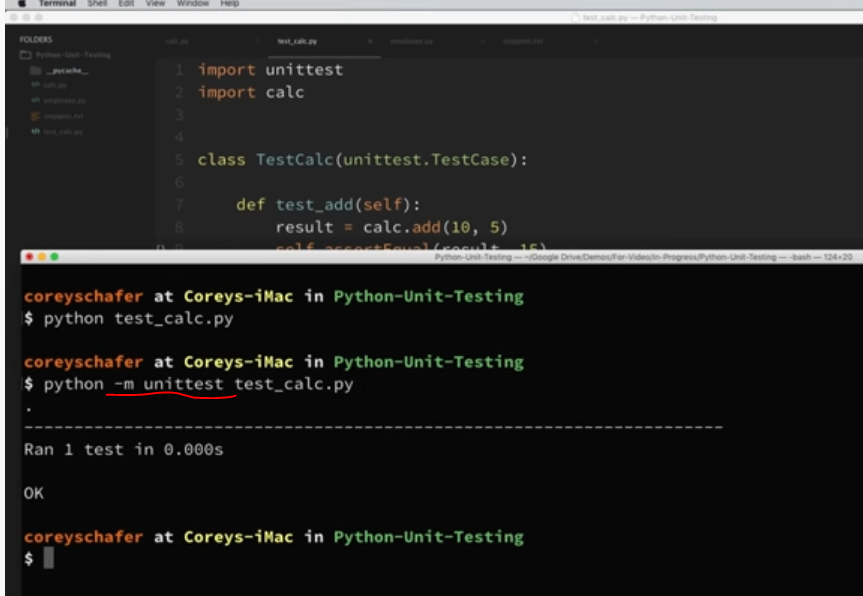 Terminal Shell Edit View Window Help
test_calc.py — Python-Unit-Testing
FOLDERS
Python-Unit-Testing
__pycache__
calc.py
employee.py
snippets.txt
test_calc.py
calc.py
test_calc.py
employee.py
snippets.txt
1 import unittest
2 import calc
3
4
5 class TestCalc(unittest.TestCase):
6
7 def test_add(self):
8 result = calc.add(10, 5)
9 self.assertEqual(result, 15)
Python-Unit-Testing — ~/Google Drive/Demos/For-Video/In-Progress/Python-Unit-Testing — -bash — 124×20
coreyschafer at Coreys-iMac in Python-Unit-Testing
$ python test_calc.py
coreyschafer at Coreys-iMac in Python-Unit-Testing
$ python -m unittest test_calc.py
.
----------------------------------------------------------------------
Ran 1 test in 0.000s
OK
coreyschafer at Coreys-iMac in Python-Unit-Testing
$